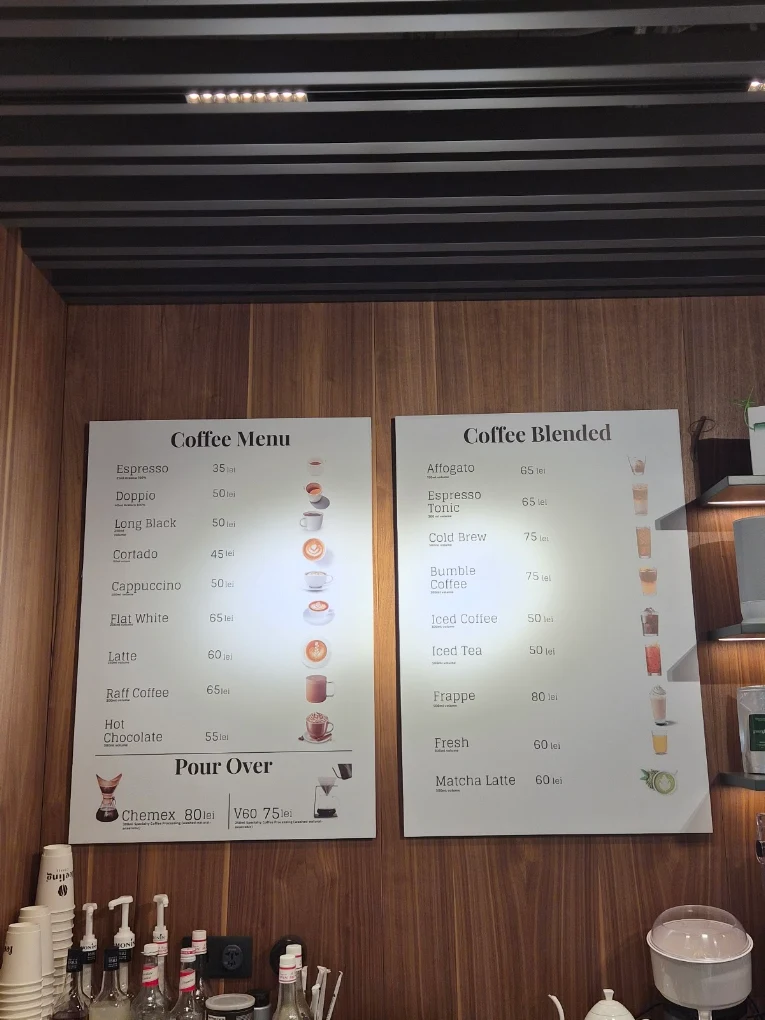 Coffee Menu
Espresso 35 lei
Doppio 50 lei
Long Black 50 lei
Cortado 45 lei
Cappuccino 50 lei
Flat White 65 lei
Latte 60 lei
Raff Coffee 65 lei
Hot
Chocolate 55 lei
Pour Over
Chemex 80 lei
V60 75 lei
Coffee Blended
Affogato 65 lei
Espresso
Tonic 65 lei
Cold Brew 75 lei
Bumble
Coffee 75 lei
Iced Coffee 50 lei
Iced Tea 50 lei
Frappe 80 lei
Fresh 60 lei
Matcha Latte 60 lei